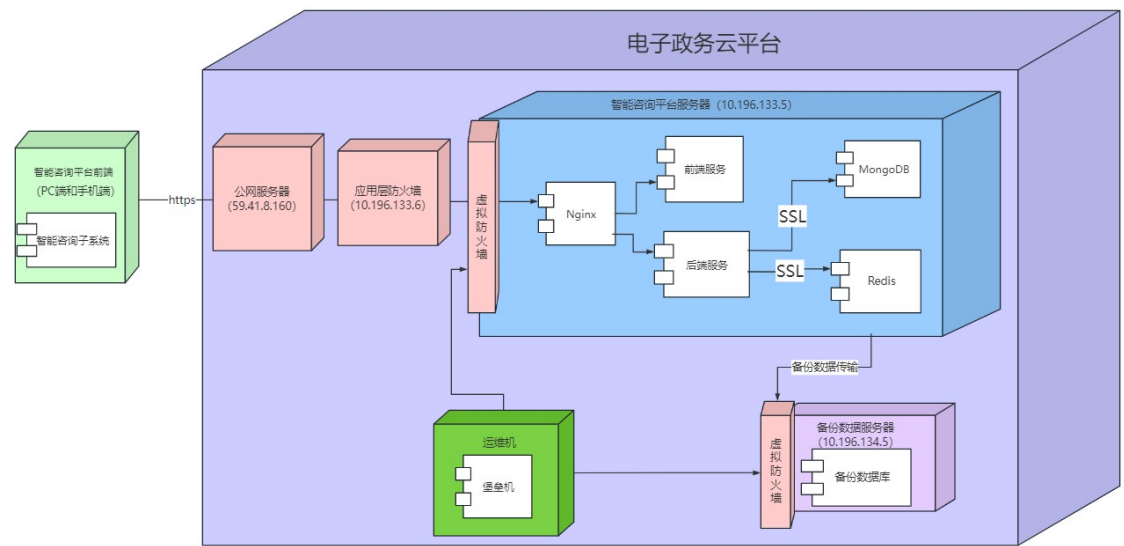 电子政务云平台
智能咨询平台服务器（10.196.133.5）
智能咨询平台前端
（PC端和手机端）
智能咨询子系统
https
公网服务器
(59.41.8.160)
应用层防火墙
(10.196.133.6)
虚拟防火墙
Nginx
前端服务
后端服务
SSL
SSL
MongoDB
Redis
备份数据传输
运维机
堡垒机
虚拟防火墙
备份数据服务器
(10.196.134.5)
备份数据库